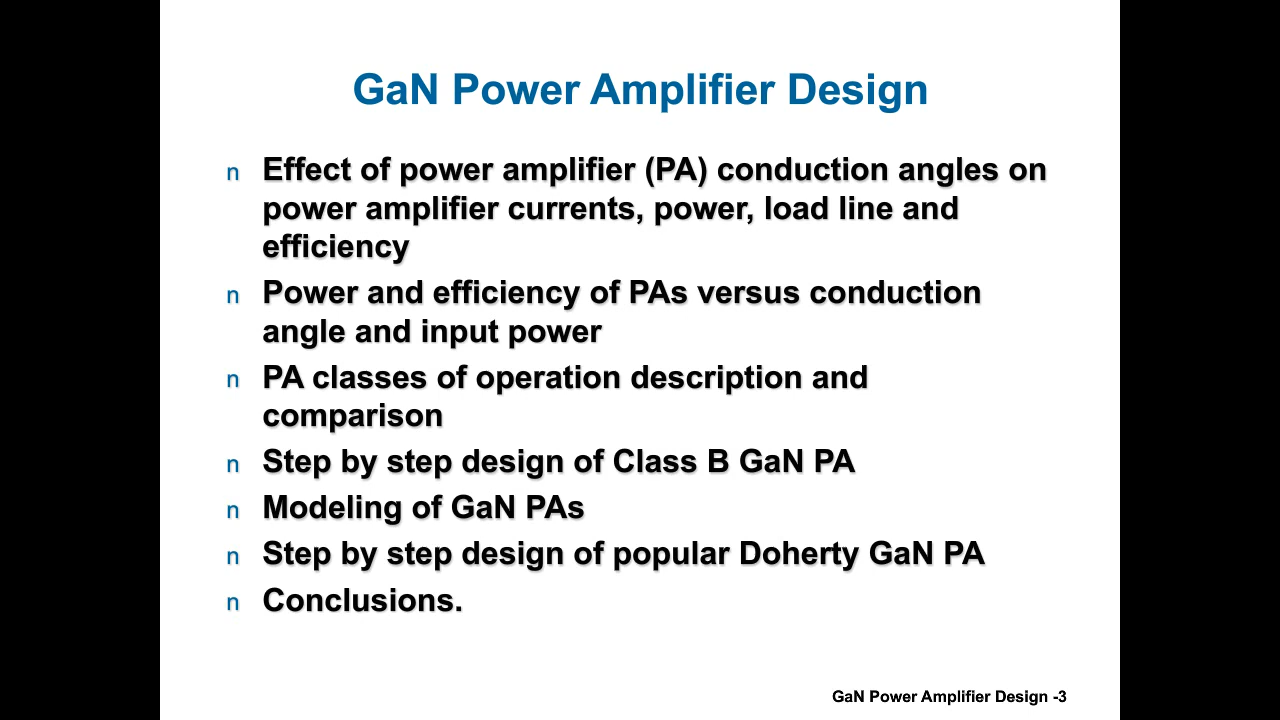 GaN Power Amplifier Design
n Effect of power amplifier (PA) conduction angles on
power amplifier currents, power, load line and
efficiency
n Power and efficiency of PAs versus conduction
angle and input power
n PA classes of operation description and
comparison
n Step by step design of Class B GaN PA
n Modeling of GaN PAs
n Step by step design of popular Doherty GaN PA
n Conclusions.
GaN Power Amplifier Design -3